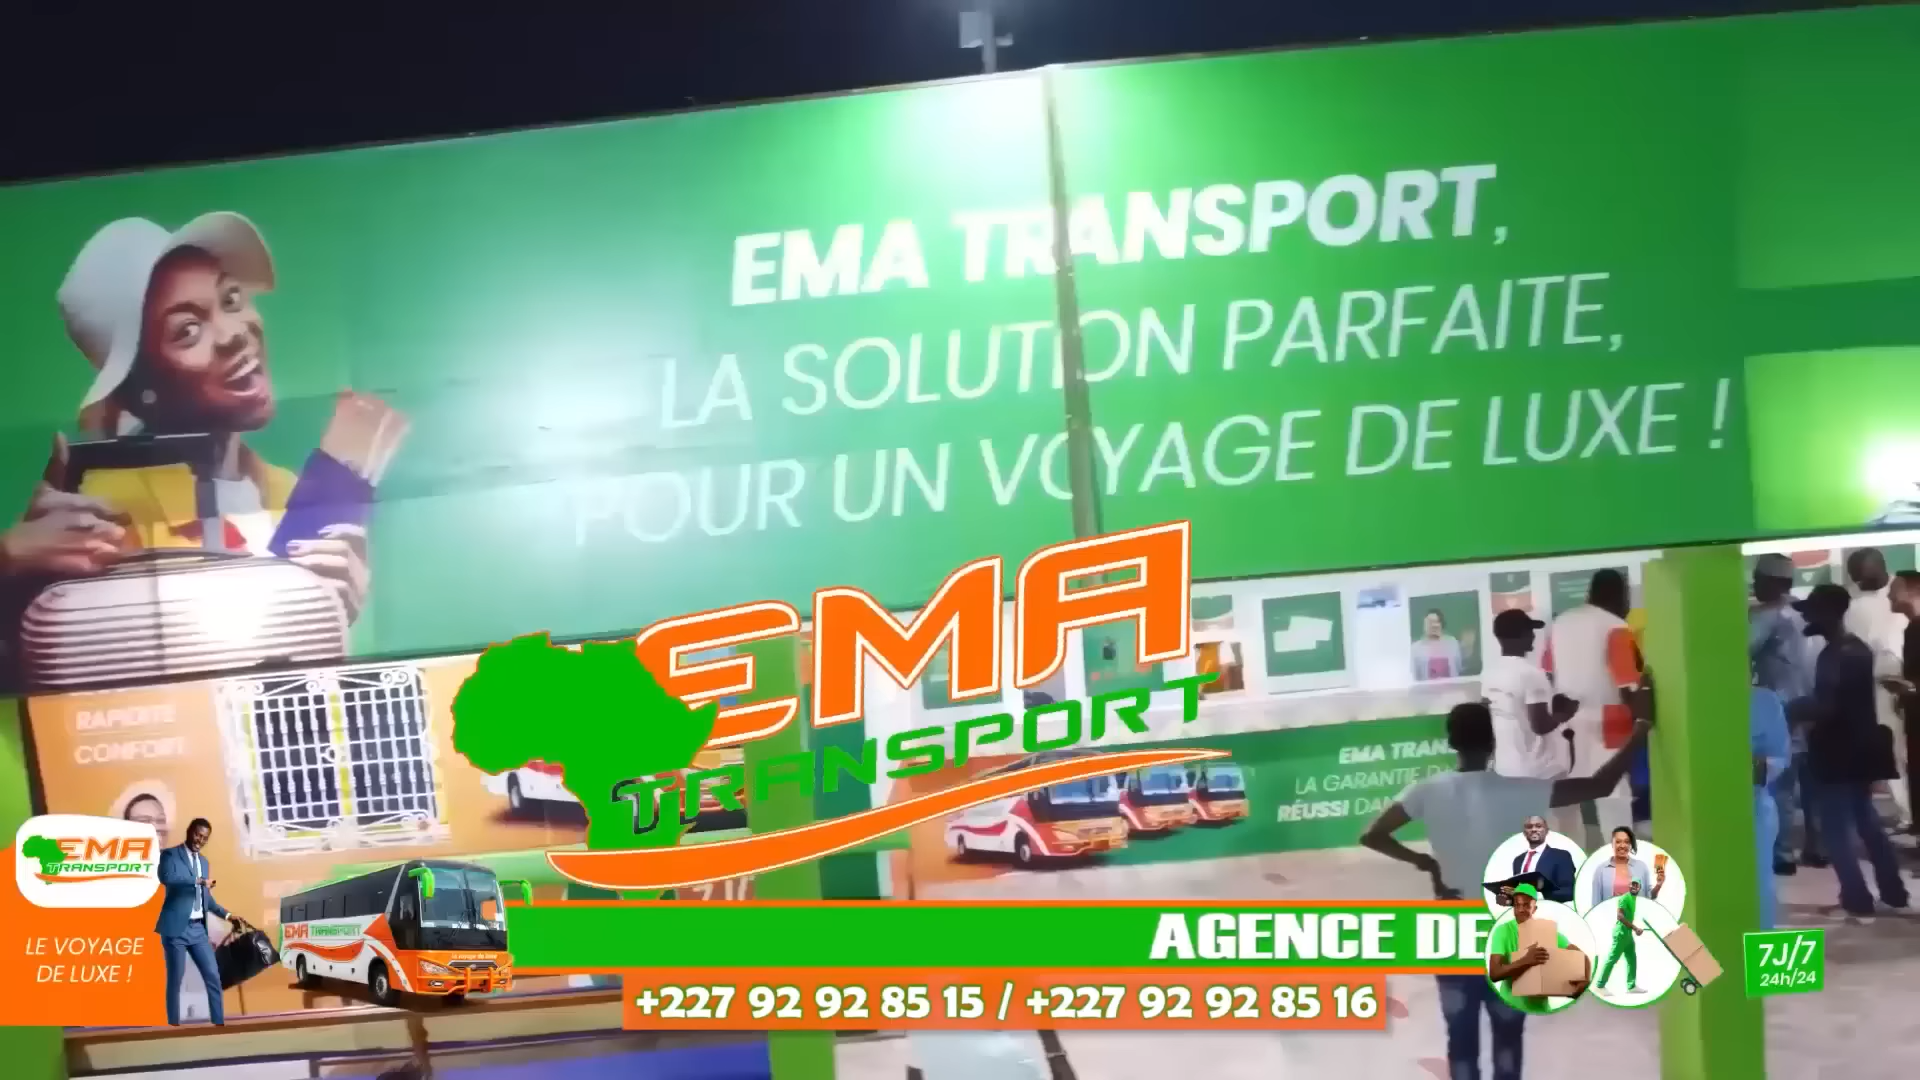 EMA TRANSPORT,
LA SOLUTION PARFAITE,
POUR UN VOYAGE DE LUXE !
EMA
TRANSPORT
RAPIDITÉ
CONFORT
EMA TRANS
LA GARANTIE D'
RÉUSSI DAN
EMA
TRANSPORT
LE VOYAGE
DE LUXE !
EMA TRANSPORT
AGENCE DE
+227 92 92 85 15 / +227 92 92 85 16
7J/7
24h/24